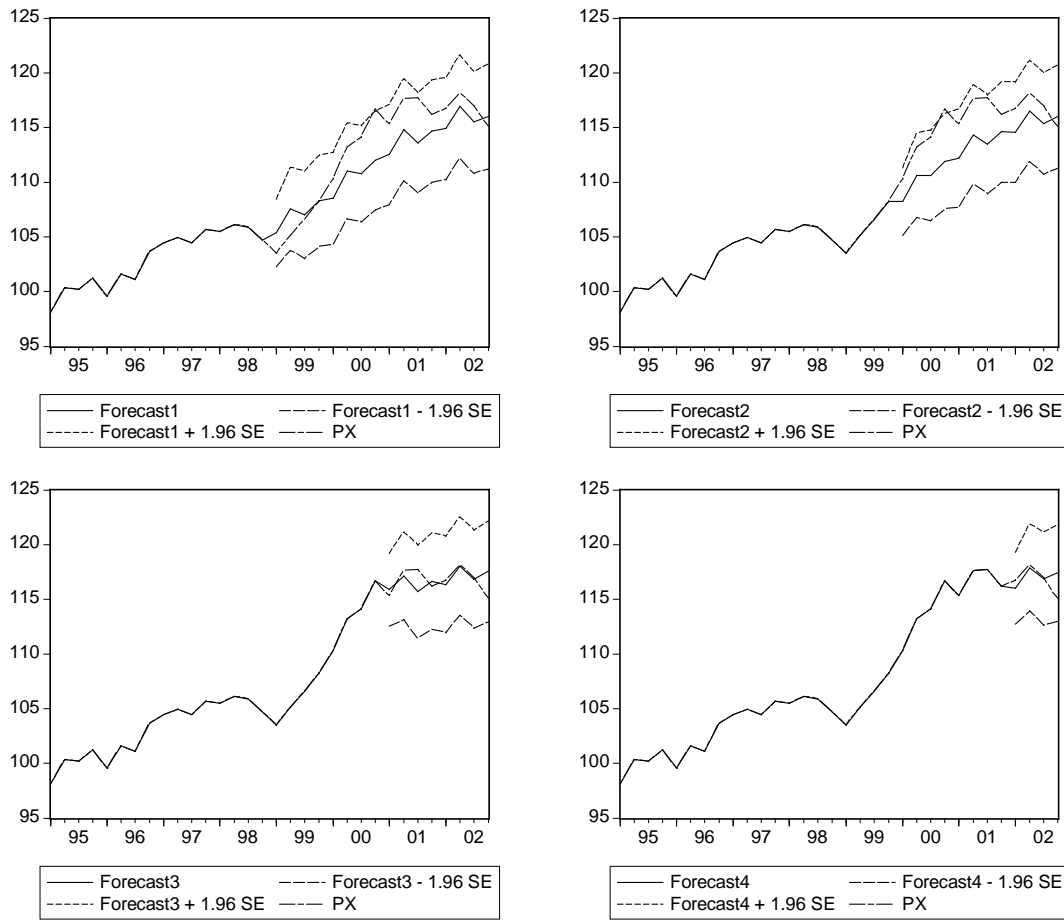 125
120
115
110
105
100
95
95 96 97 98 99 00 01 02
Forecast1
Forecast1 - 1.96 SE
Forecast1 + 1.96 SE
PX
125
120
115
110
105
100
95
95 96 97 98 99 00 01 02
Forecast2
Forecast2 - 1.96 SE
Forecast2 + 1.96 SE
PX
125
120
115
110
105
100
95
95 96 97 98 99 00 01 02
Forecast3
Forecast3 - 1.96 SE
Forecast3 + 1.96 SE
PX
125
120
115
110
105
100
95
95 96 97 98 99 00 01 02
Forecast4
Forecast4 - 1.96 SE
Forecast4 + 1.96 SE
PX